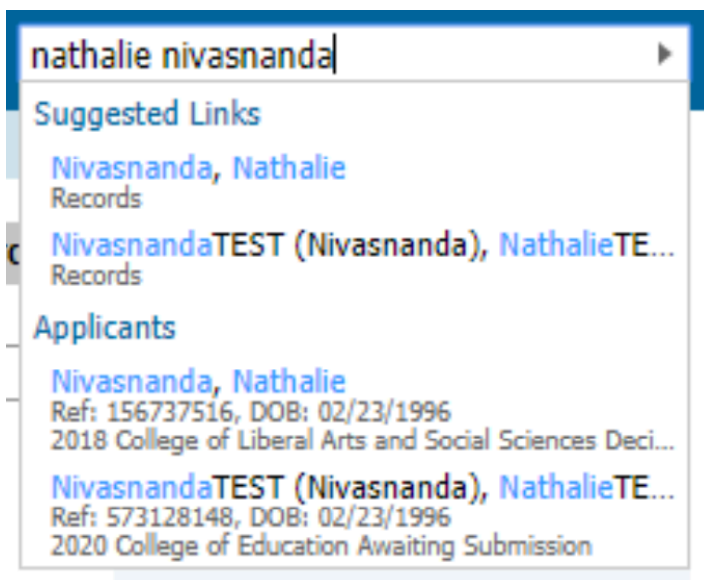 nathalie nivasnanda
Suggested Links
Nivasnanda, Nathalie
Records
NivasnandaTEST (Nivasnanda), NathalieTE...
Records
Applicants
Nivasnanda, Nathalie
Ref: 156737516, DOB: 02/23/1996
2018 College of Liberal Arts and Social Sciences Deci...
NivasnandaTEST (Nivasnanda), NathalieTE...
Ref: 573128148, DOB: 02/23/1996
2020 College of Education Awaiting Submission